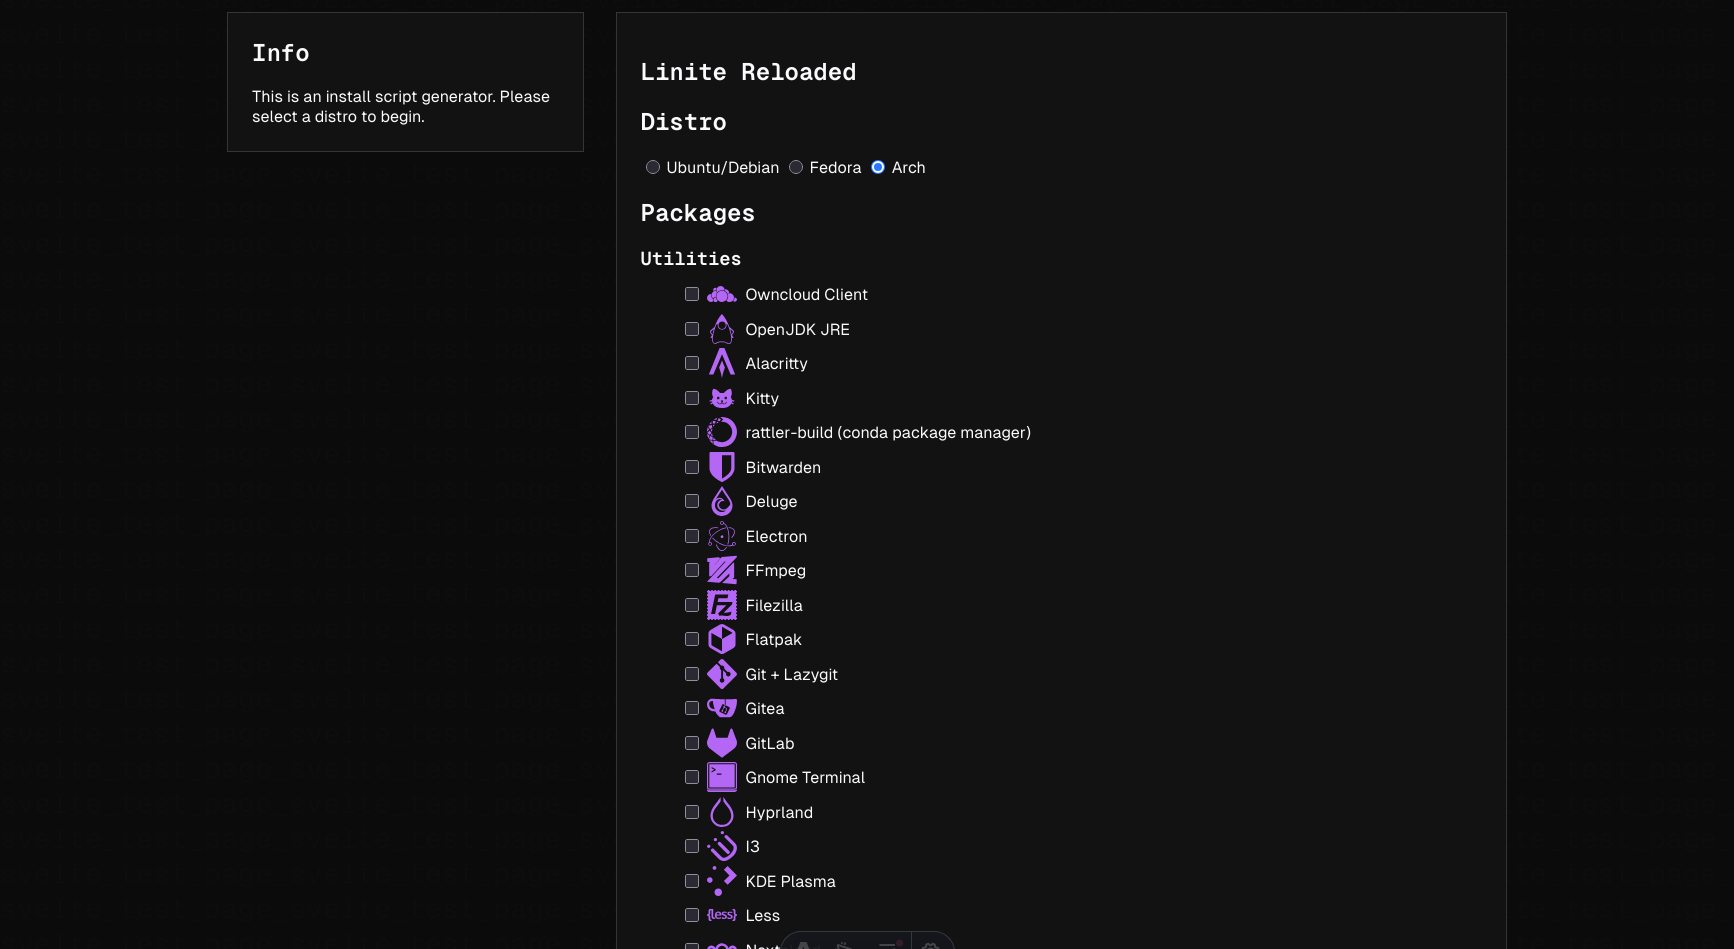 Info
This is an install script generator. Please
select a distro to begin.
Linite Reloaded
Distro
Ubuntu/Debian Fedora Arch
Packages
Utilities
Owncloud Client
OpenJDK JRE
Alacritty
Kitty
rattler-build (conda package manager)
Bitwarden
Deluge
Electron
FFmpeg
Fz Filezilla
Flatpak
Git + Lazygit
Gitea
GitLab
>_ Gnome Terminal
Hyprland
I3
KDE Plasma
{less} Less